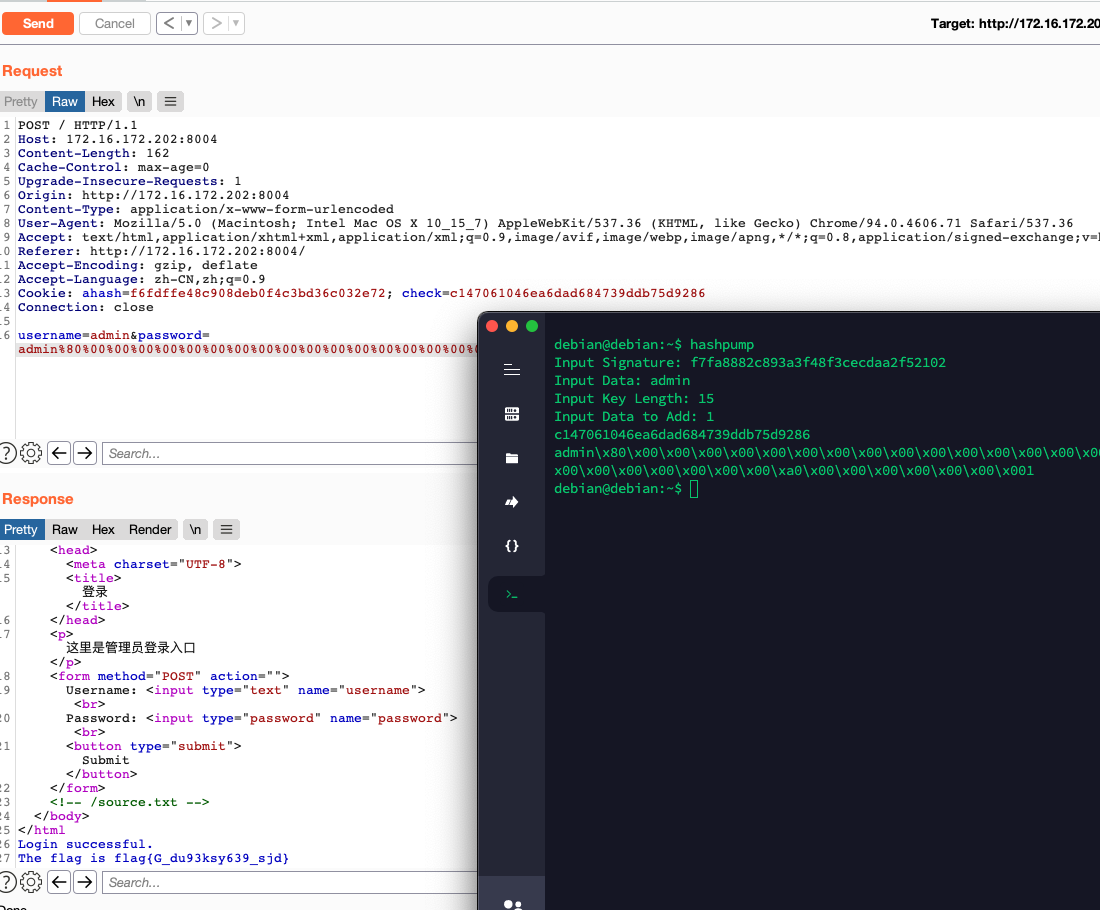 Send Cancel < ▼ > ▼ Target: http://172.16.172.20
Request
Pretty Raw Hex \n ≡
1 POST / HTTP/1.1
2 Host: 172.16.172.202:8004
3 Content-Length: 162
4 Cache-Control: max-age=0
5 Upgrade-Insecure-Requests: 1
6 Origin: http://172.16.172.202:8004
7 Content-Type: application/x-www-form-urlencoded
8 User-Agent: Mozilla/5.0 (Macintosh; Intel Mac OS X 10_15_7) AppleWebKit/537.36 (KHTML, like Gecko) Chrome/94.0.4606.71 Safari/537.36
9 Accept: text/html,application/xhtml+xml,application/xml;q=0.9,image/avif,image/webp,image/apng,*/*;q=0.8,application/signed-exchange;v=
10 Referer: http://172.16.172.202:8004/
11 Accept-Encoding: gzip, deflate
12 Accept-Language: zh-CN,zh;q=0.9
13 Cookie: ahash=f6fdffe48c908deb0f4c3bd36c032e72; check=c147061046ea6dad684739ddb75d9286
14 Connection: close
15
16 username=admin&password=
admin%80%00%00%00%00%00%00%00%00%00%00%00%00%00%00%00%00%00
? Search...
Response
Pretty Raw Hex Render \n ≡
13 <head>
14 <meta charset="UTF-8">
15 <title>
登录
</title>
16 </head>
17 <p>
这里是管理员登录入口
</p>
18 <form method="POST" action="">
19 Username: <input type="text" name="username">
<br>
20 Password: <input type="password" name="password">
<br>
21 <button type="submit">
Submit
</button>
22 </form>
23 <!-- /source.txt -->
24 </body>
25 </html
26 Login successful.
27 The flag is flag{G_du93ksy639_sjd}
? Search...
Done
debian@debian:~$ hashpump
Input Signature: f7fa8882c893a3f48f3cecdaa2f52102
Input Data: admin
Input Key Length: 15
Input Data to Add: 1
c147061046ea6dad684739ddb75d9286
admin\x80\x00\x00\x00\x00\x00\x00\x00\x00\x00\x00\x00\x00\x00\x00\x0
x00\x00\x00\x00\x00\x00\x00\xa0\x00\x00\x00\x00\x00\x00\x001
debian@debian:~$